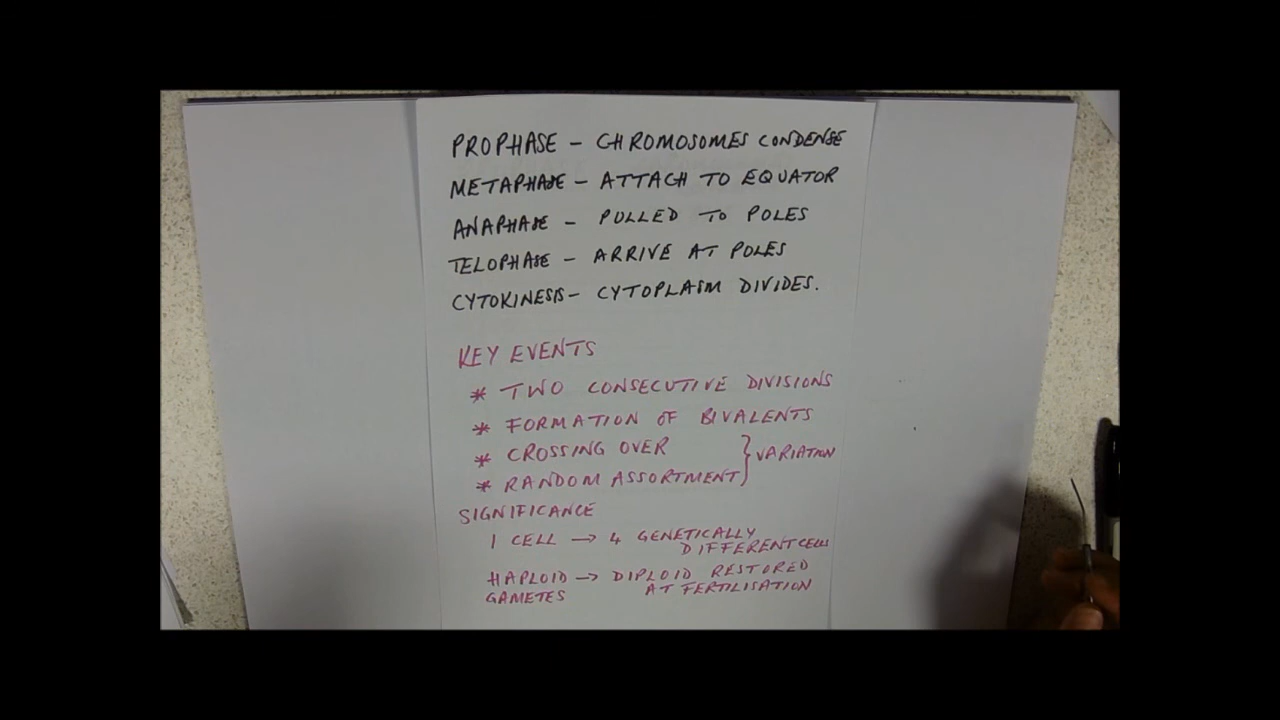 PROPHASE - CHROMOSOMES CONDENSE
METAPHASE - ATTACH TO EQUATOR
ANAPHASE - PULLED TO POLES
TELOPHASE - ARRIVE AT POLES
CYTOKINESIS - CYTOPLASM DIVIDES.
KEY EVENTS
* TWO CONSECUTIVE DIVISIONS
* FORMATION OF BIVALENTS
* CROSSING OVER
* RANDOM ASSORTMENT } VARIATION
SIGNIFICANCE
1 CELL → 4 GENETICALLY
DIFFERENT CELLS
HAPLOID → DIPLOID RESTORED
GAMETES AT FERTILISATION